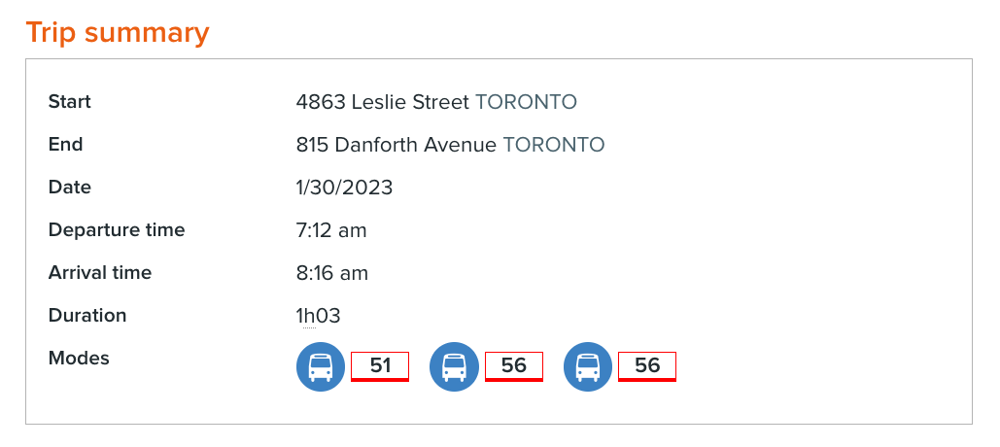 Trip summary
Start 4863 Leslie Street TORONTO
End 815 Danforth Avenue TORONTO
Date 1/30/2023
Departure time 7:12 am
Arrival time 8:16 am
Duration 1h03
Modes 51 56 56